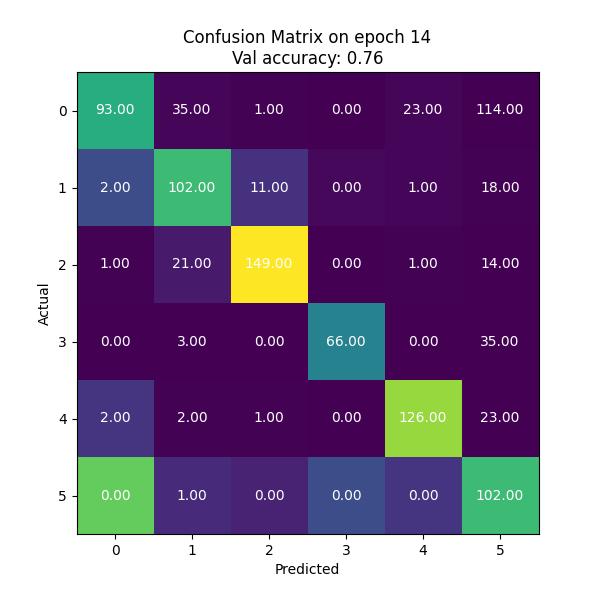 Confusion Matrix on epoch 14
Val accuracy: 0.76
0 93.00 35.00 1.00 0.00 23.00 114.00
1 2.00 102.00 11.00 0.00 1.00 18.00
2 1.00 21.00 149.00 0.00 1.00 14.00
Actual
3 0.00 3.00 0.00 66.00 0.00 35.00
4 2.00 2.00 1.00 0.00 126.00 23.00
5 0.00 1.00 0.00 0.00 0.00 102.00
0 1 2 3 4 5
Predicted